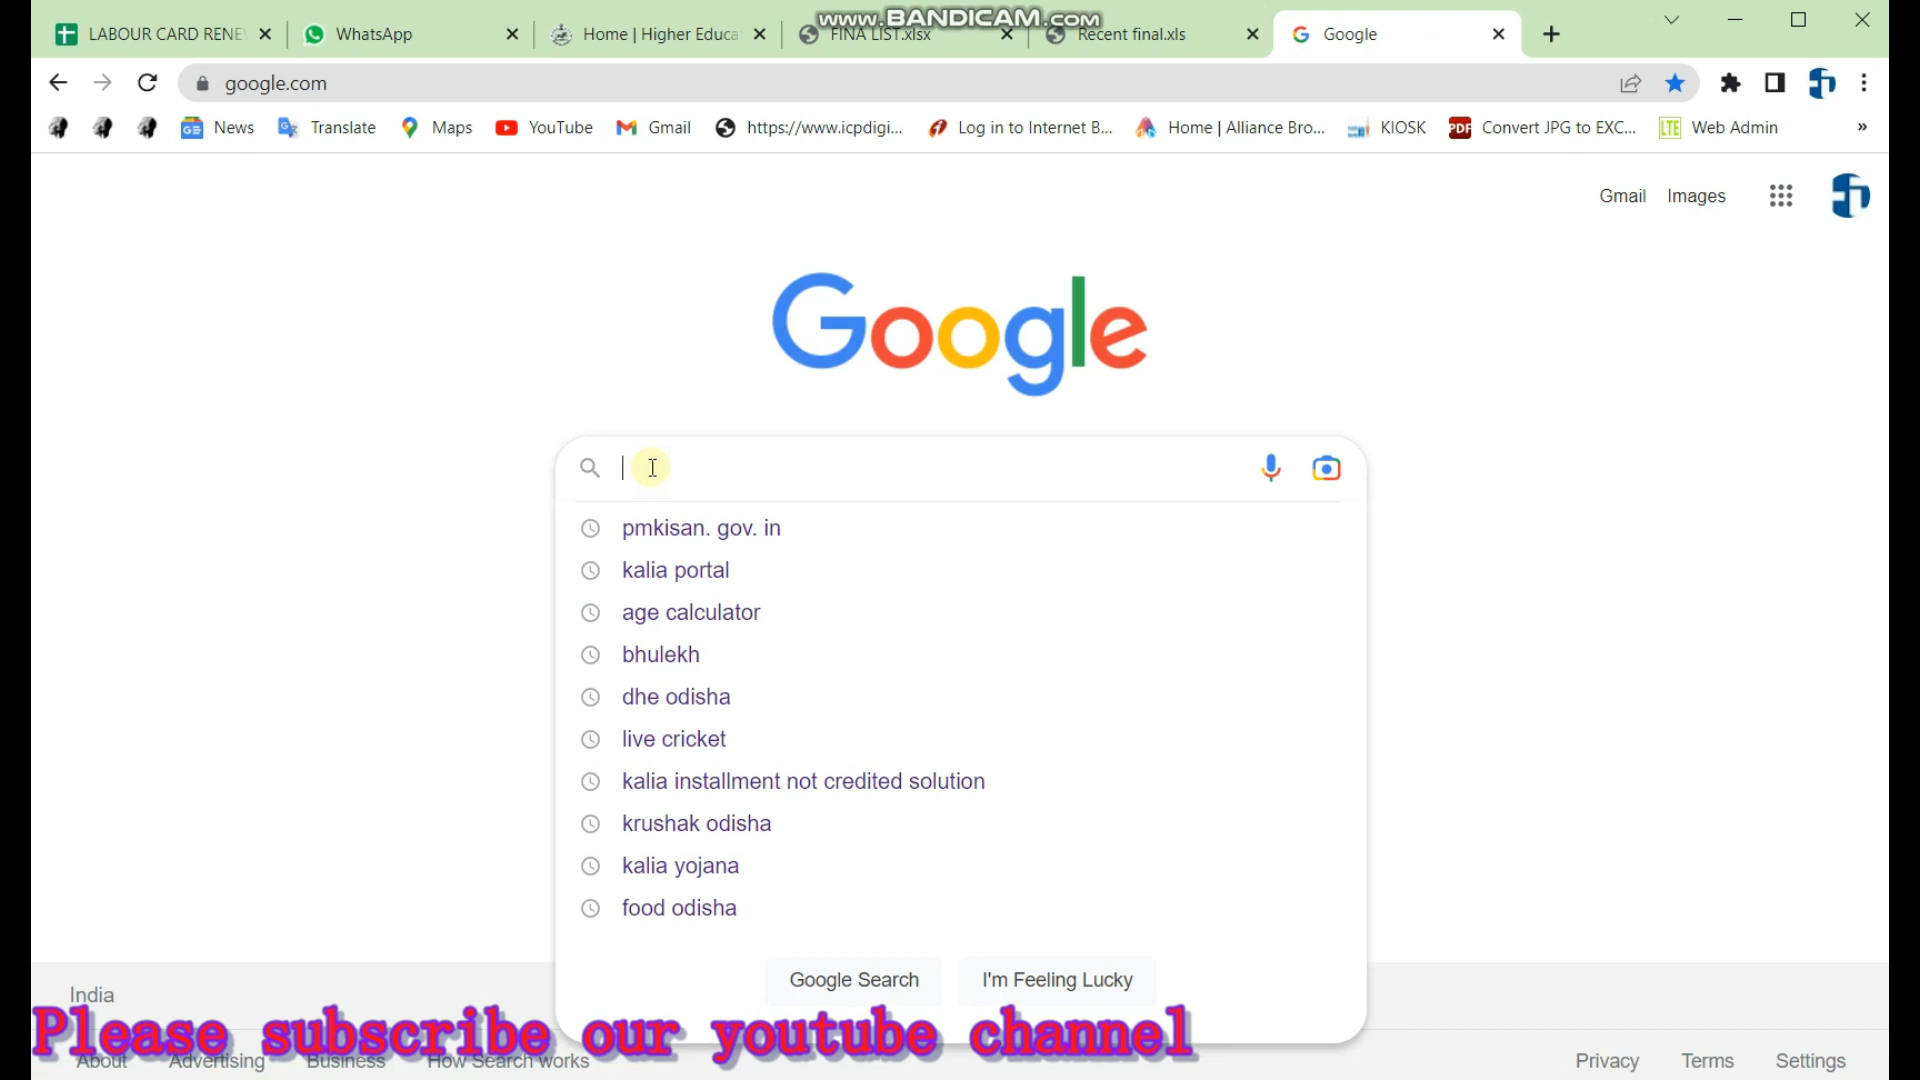 LABOUR CARD RENE
WhatsApp
Home | Higher Educa
FINA LIST.xlsx
Recent final.xls
Google
www.BANDICAM.com
google.com
News
Translate
Maps
YouTube
Gmail
https://www.icpdigi...
Log in to Internet B...
Home | Alliance Bro...
KIOSK
PDF
Convert JPG to EXC...
LTE
Web Admin
»
Gmail
Images
Google
pmkisan. gov. in
kalia portal
age calculator
bhulekh
dhe odisha
live cricket
kalia installment not credited solution
krushak odisha
kalia yojana
food odisha
Google Search
I'm Feeling Lucky
India
Please subscribe our youtube channel
About
Advertising
Business
How Search works
Privacy
Terms
Settings